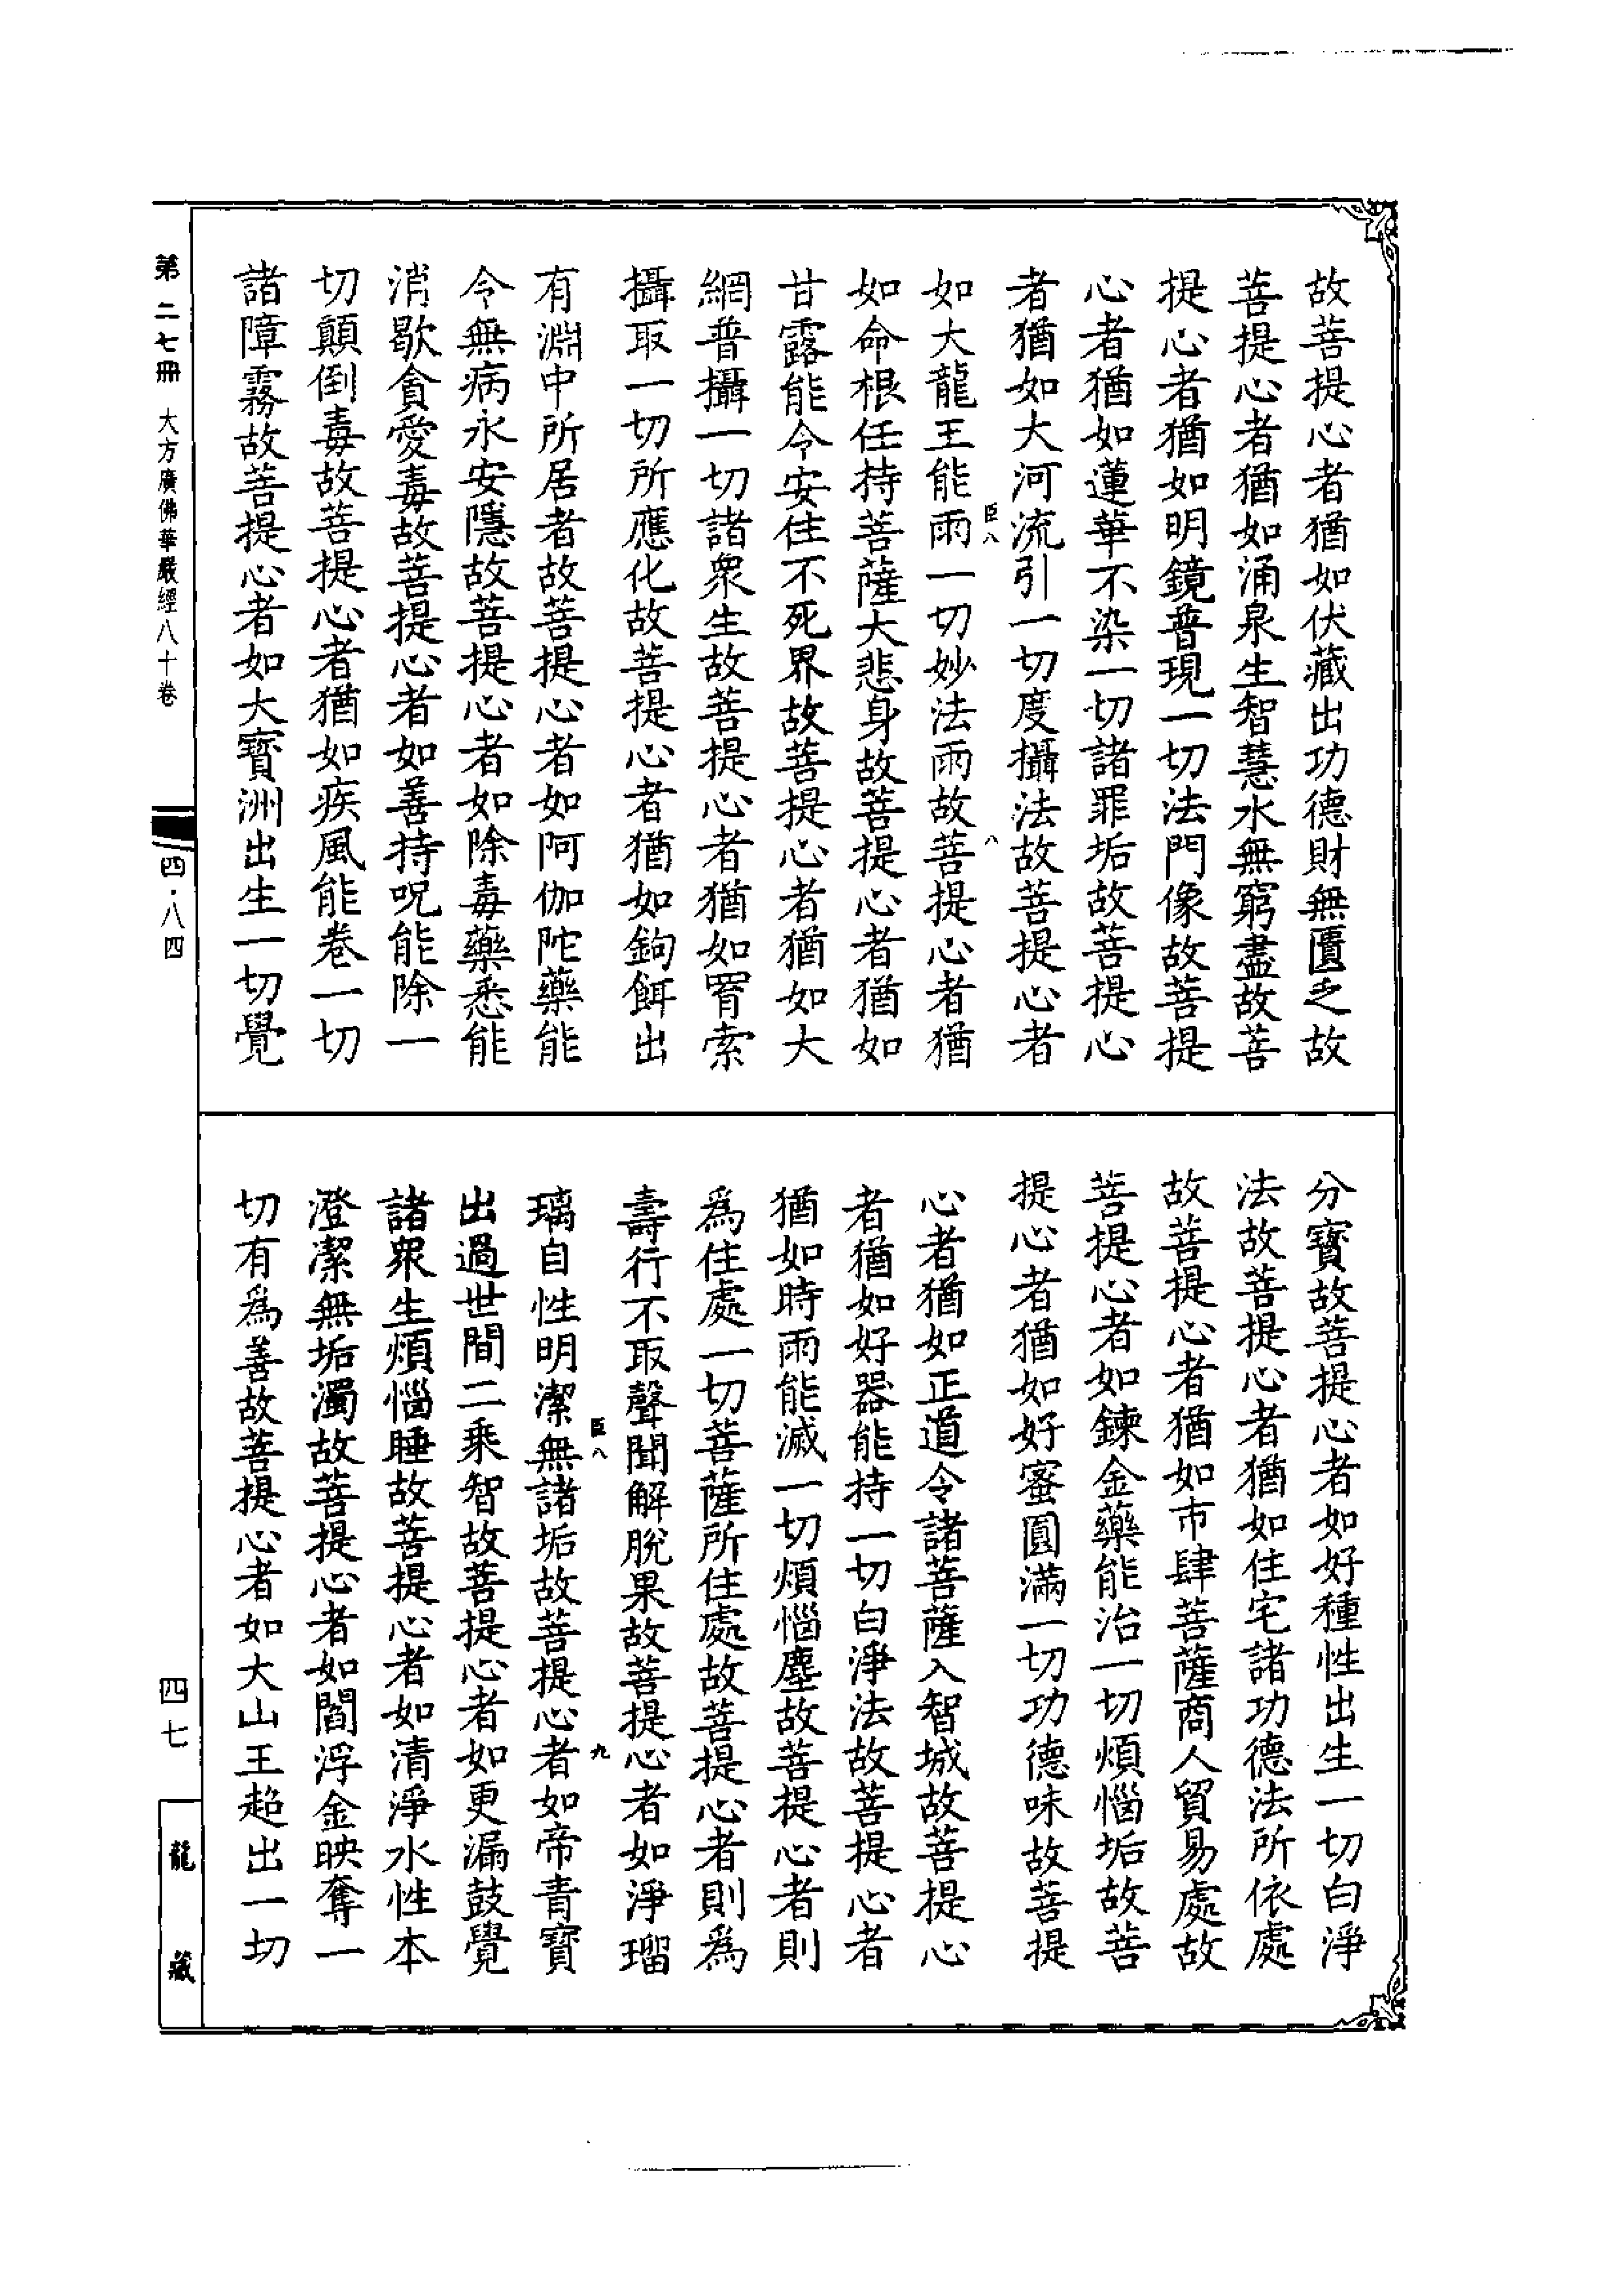 故菩提心者猶如伏藏出功德財無匱乏故
菩提心者猶如涌泉生智慧水無窮盡故菩
提心者猶如明鏡普現一切法門像故菩提
心者猶如蓮華不染一切諸罪垢故菩提心
者猶如大河流引一切度攝法故菩提心者
臣八
八
如大龍王能雨一切妙法雨故菩提心者猶
如命根任持菩薩大悲身故菩提心者猶如
甘露能令安住不死界故菩提心者猶如大
網普攝一切諸眾生故菩提心者猶如罥索
攝取一切所應化故菩提心者猶如鉤餌出
有淵中所居者故菩提心者如阿伽陀藥能
令無病永安隱故菩提心者如除毒藥悉能
消歇貪愛毒故菩提心者如善持呪能除一
切顛倒毒故菩提心者猶如疾風能卷一切
諸障霧故菩提心者如大寶洲出生一切覺
分寶故菩提心者如好種性出生一切白淨
法故菩提心者猶如住宅諸功德法所依處
故菩提心者猶如市肆菩薩商人貿易處故
菩提心者如鍊金藥能治一切煩惱垢故菩
提心者猶如好蜜圓滿一切功德味故菩提
心者猶如正道令諸菩薩入智城故菩提心
者猶如好器能持一切白淨法故菩提心者
猶如時雨能滅一切煩惱塵故菩提心者則
爲住處一切菩薩所住處故菩提心者則爲
壽行不取聲聞解脫果故菩提心者如淨瑠
臣八
九
璃自性明潔無諸垢故菩提心者如帝青寶
出過世間二乘智故菩提心者如更漏鼓覺
諸眾生煩惱睡故菩提心者如清淨水性本
澄潔無垢濁故菩提心者如閻浮金映奪一
切有爲善故菩提心者如大山王超出一切
第二七冊 大方廣佛華嚴經八十卷
四·八四
四七
龍藏